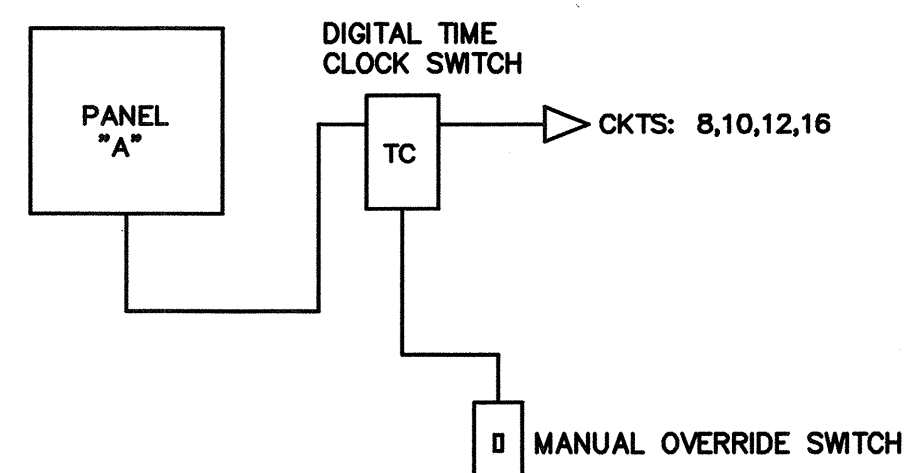 DIGITAL TIME
CLOCK SWITCH
PANEL
"A"
TC
CKTS: 8,10,12,16
MANUAL OVERRIDE SWITCH